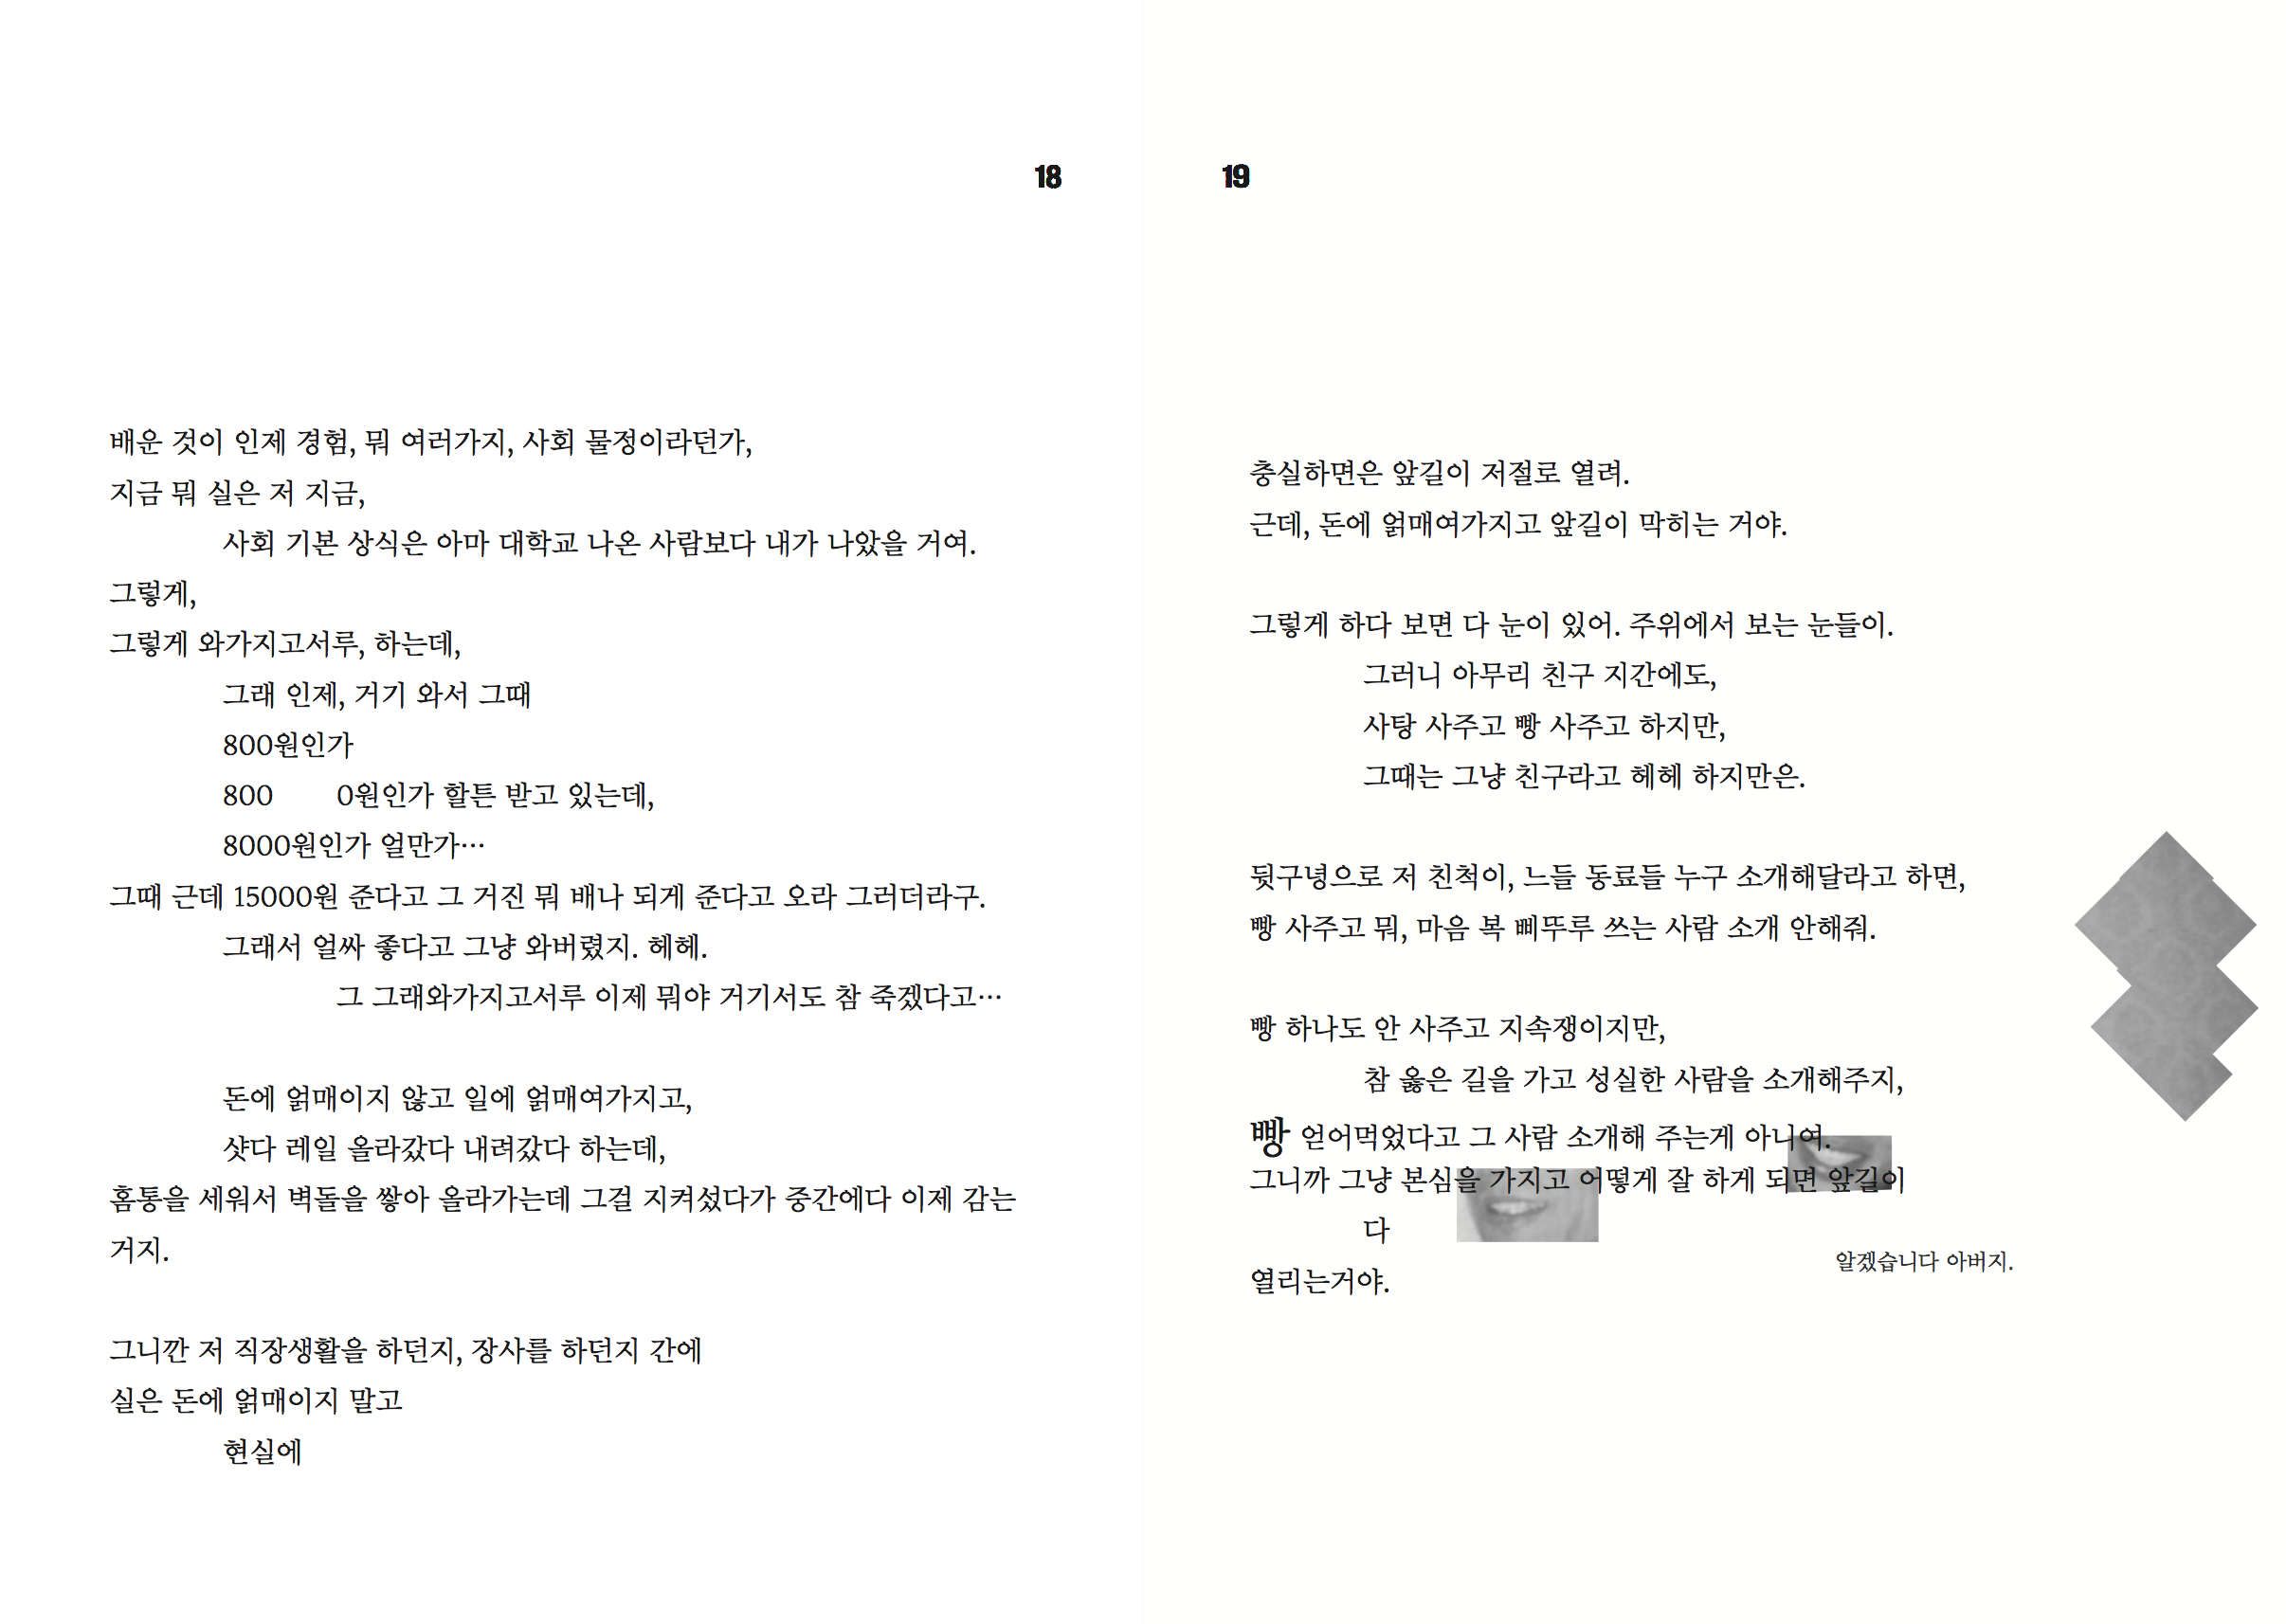 18
배운 것이 인제 경험, 뭐 여러가지, 사회 물정이라던가,
지금 뭐 실은 저 지금,
사회 기본 상식은 아마 대학교 나온 사람보다 내가 나았을 거여.
그렇게,
그렇게 와가지고서루, 하는데,
그래 인제, 거기 와서 그때
800원인가
800 0원인가 할튼 받고 있는데,
8000원인가 얼만가…
그때 근데 15000원 준다고 그 거진 뭐 배나 되게 준다고 오라 그러더라구.
그래서 얼싸 좋다고 그냥 와버렸지. 헤헤.
그 그래와가지고서루 이제 뭐야 거기서도 참 죽겠다고…
돈에 얽매이지 않고 일에 얽매여가지고,
샷다 레일 올라갔다 내려갔다 하는데,
홈통을 세워서 벽돌을 쌓아 올라가는데 그걸 지켜섰다가 중간에다 이제 감는
거지.
그니깐 저 직장생활을 하던지, 장사를 하던지 간에
실은 돈에 얽매이지 말고
현실에
19
충실하면은 앞길이 저절로 열려.
근데, 돈에 얽매여가지고 앞길이 막히는 거야.
그렇게 하다 보면 다 눈이 있어. 주위에서 보는 눈들이.
그러니 아무리 친구 지간에도,
사탕 사주고 빵 사주고 하지만,
그때는 그냥 친구라고 헤헤 하지만은.
뒷구녕으로 저 친척이, 느들 동료들 누구 소개해달라고 하면,
빵 사주고 뭐, 마음 복 삐뚜루 쓰는 사람 소개 안해줘.
빵 하나도 안 사주고 지속쟁이지만,
참 옳은 길을 가고 성실한 사람을 소개해주지,
빵 얻어먹었다고 그 사람 소개해 주는게 아니여.
그니까 그냥 본심을 가지고 어떻게 잘 하게 되면 앞길이
다
열리는거야.
알겠습니다 아버지.